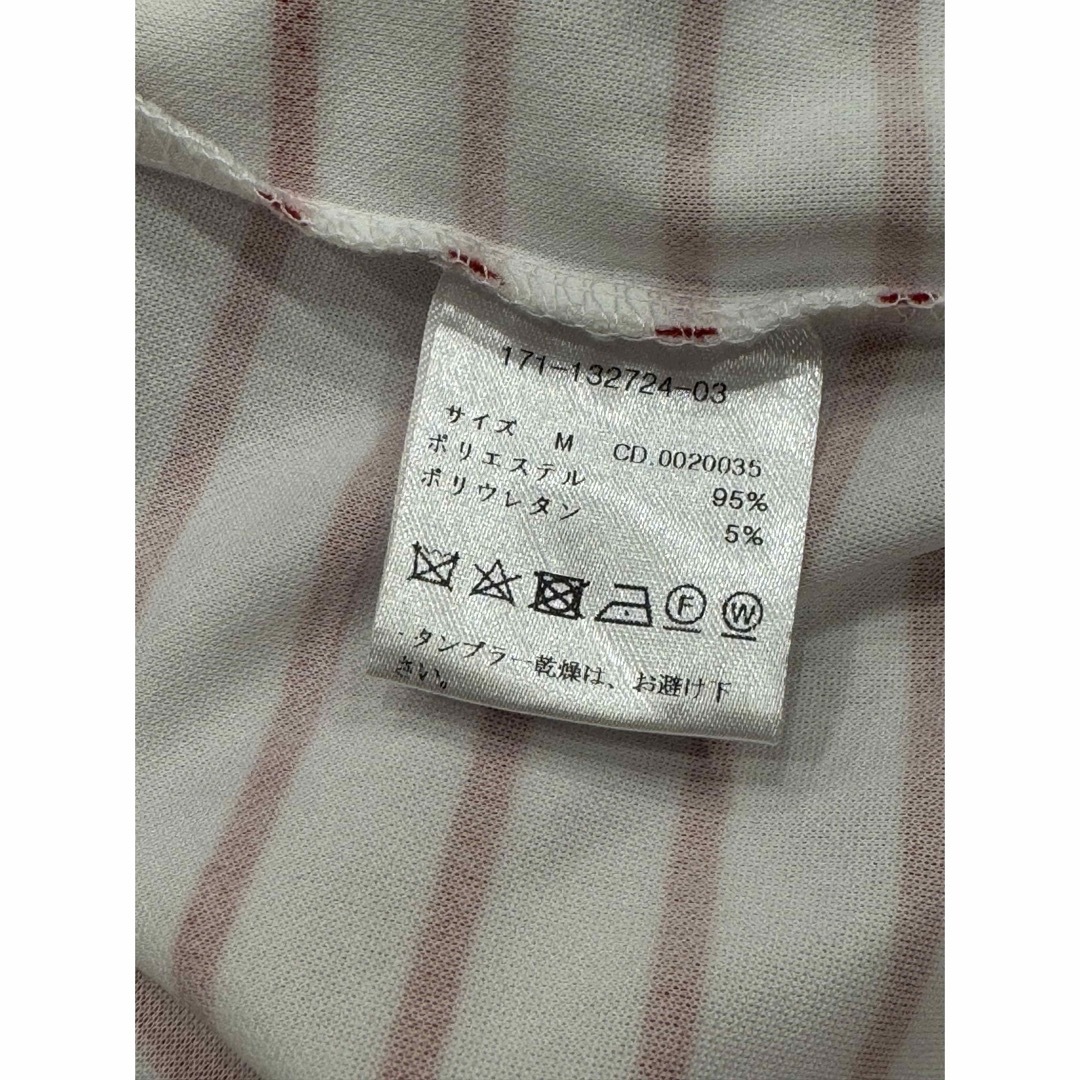 171-132724-03
サイズ M CD.0020035
ポリエステル 95%
ポリウレタン 5%
F W
・タンブラー乾燥は、お避け下
さい。